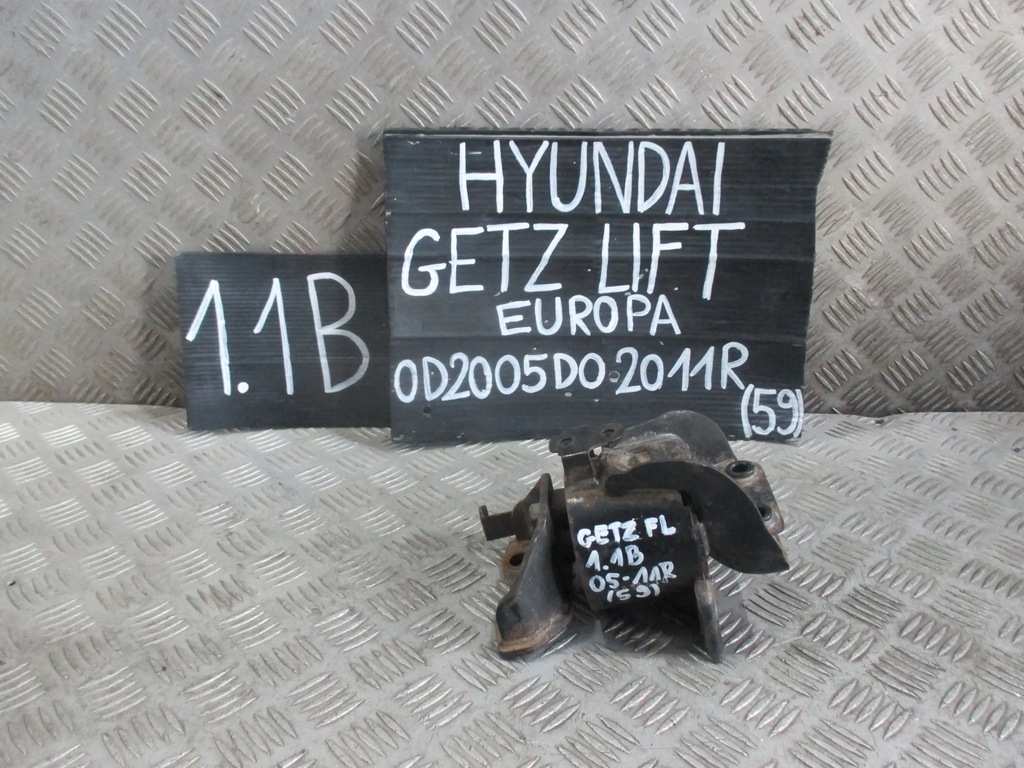 1.1B
HYUNDAI
GETZ LIFT
EUROPA
OD2005DO2011R
(59)
GETZ FL
1.1B
05-11R
(59)